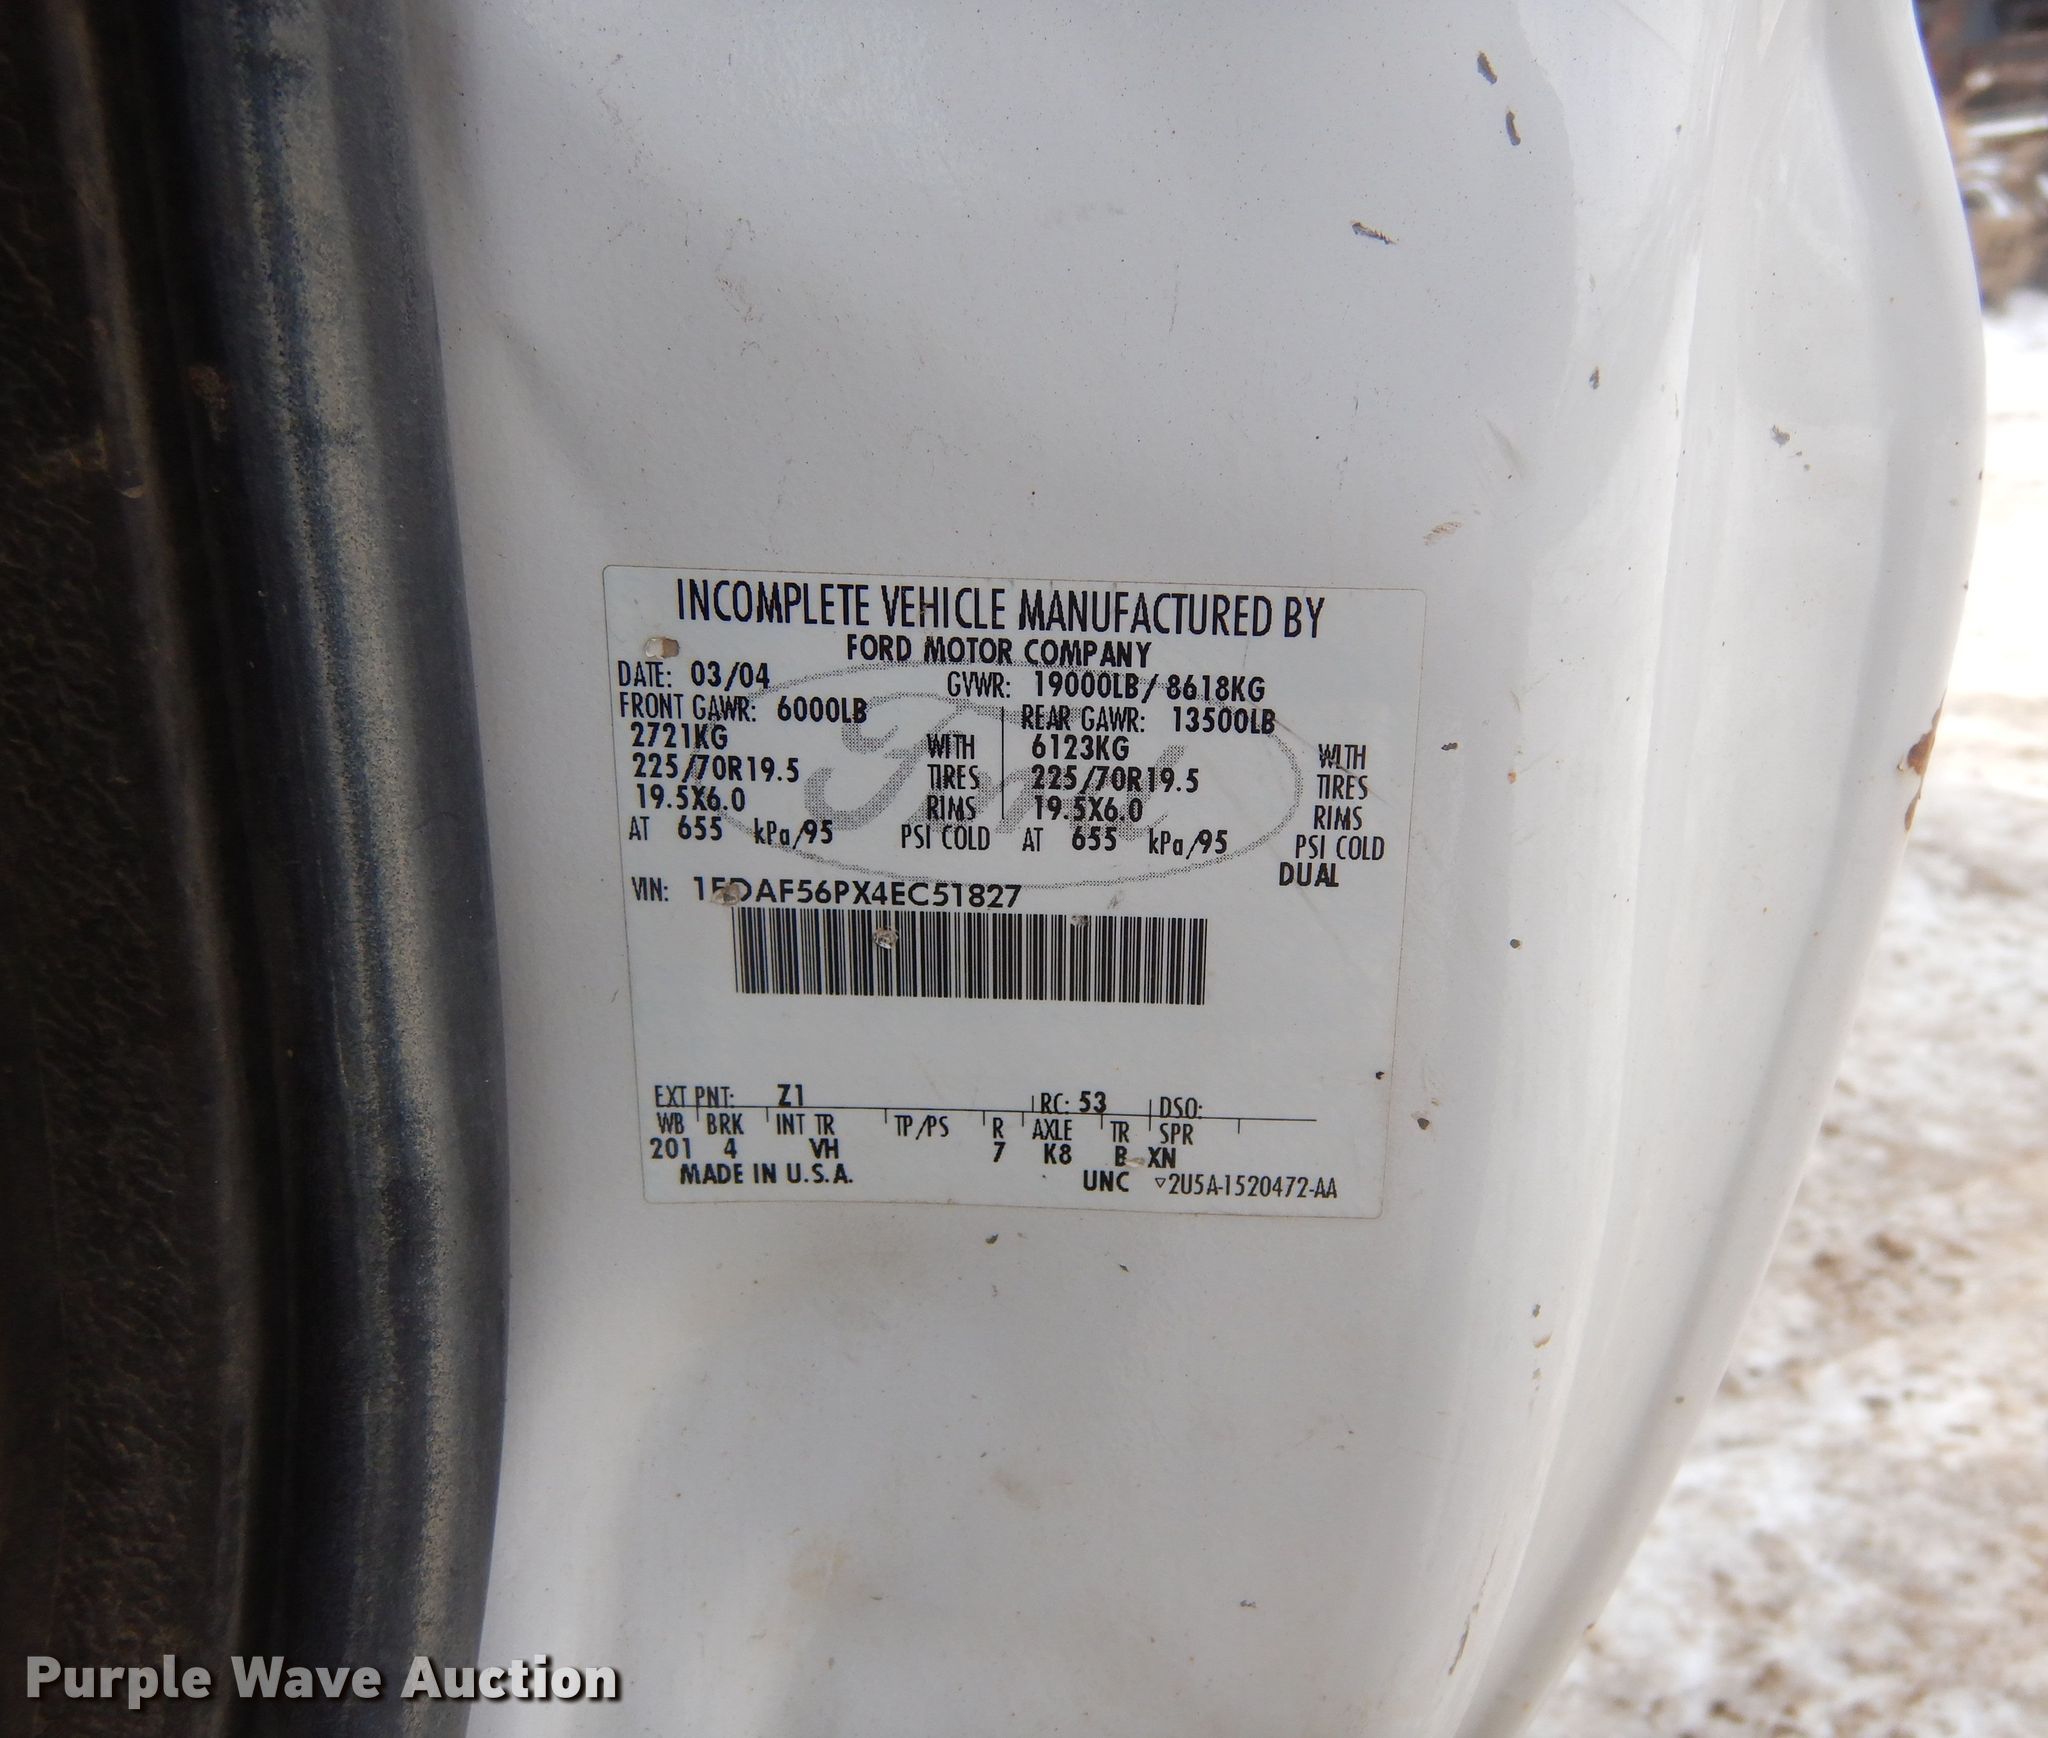 INCOMPLETE VEHICLE MANUFACTURED BY
FORD MOTOR COMPANY
DATE: 03/04 GVWR: 19000LB/ 8618KG
FRONT GAWR: 6000LB REAR GAWR: 13500LB
2721KG WITH 6123KG WITH
225/70R19.5 TIRES 225/70R19.5 TIRES
19.5X6.0 RIMS 19.5X6.0 RIMS
AT 655 kPa/95 PSI COLD AT 655 kPa/95 PSI COLD
DUAL
VIN: 1FDAF56PX4EC51827
EXT PNT: Z1 RC: 53 DSO:
WB BRK INT TR TP/PS R AXLE TR SPR
201 4 VH 7 K8 B XN
MADE IN U.S.A. UNC ▽2U5A-1520472-AA
Ford
Purple Wave Auction